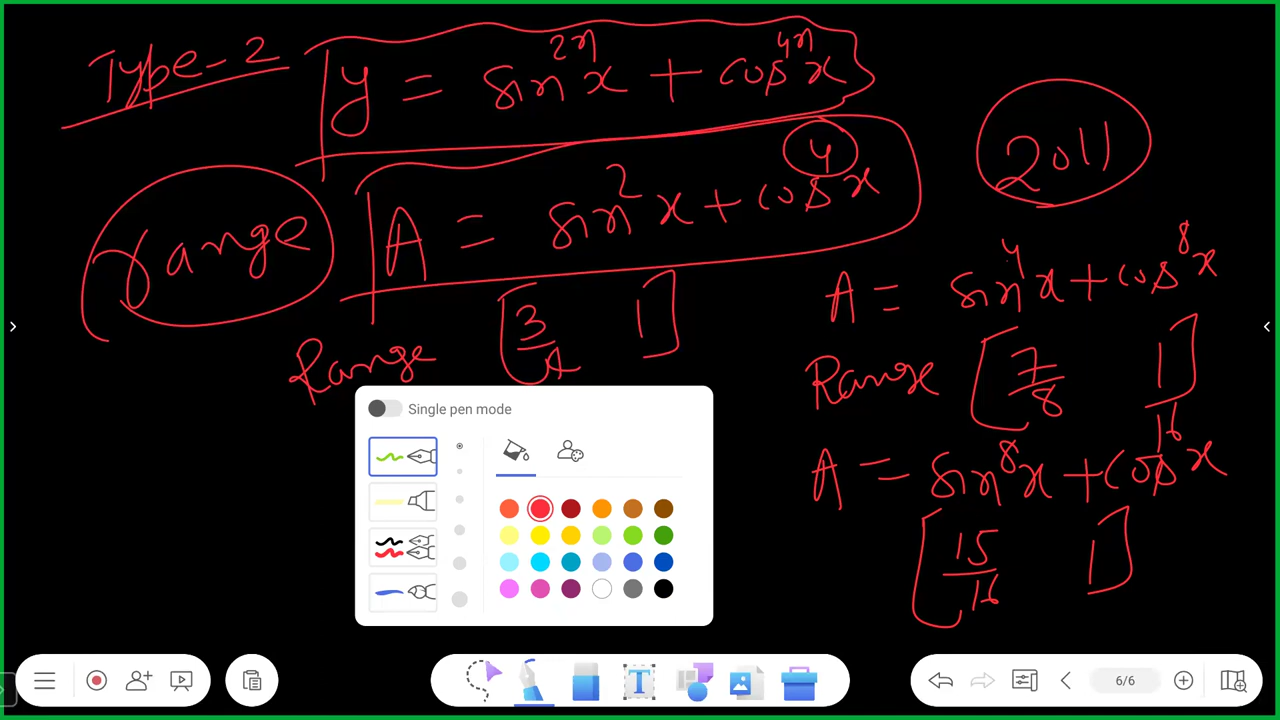 Type-2 y = sin^2n x + cos^4n x
2011
range A = sin^2 x + cos^4 x
A = sin^4 x + cos^8 x
Range [3/4 1]
Range [7/8 1]
A = sin^8 x + cos^16 x
[15/16 1]
Single pen mode
6/6